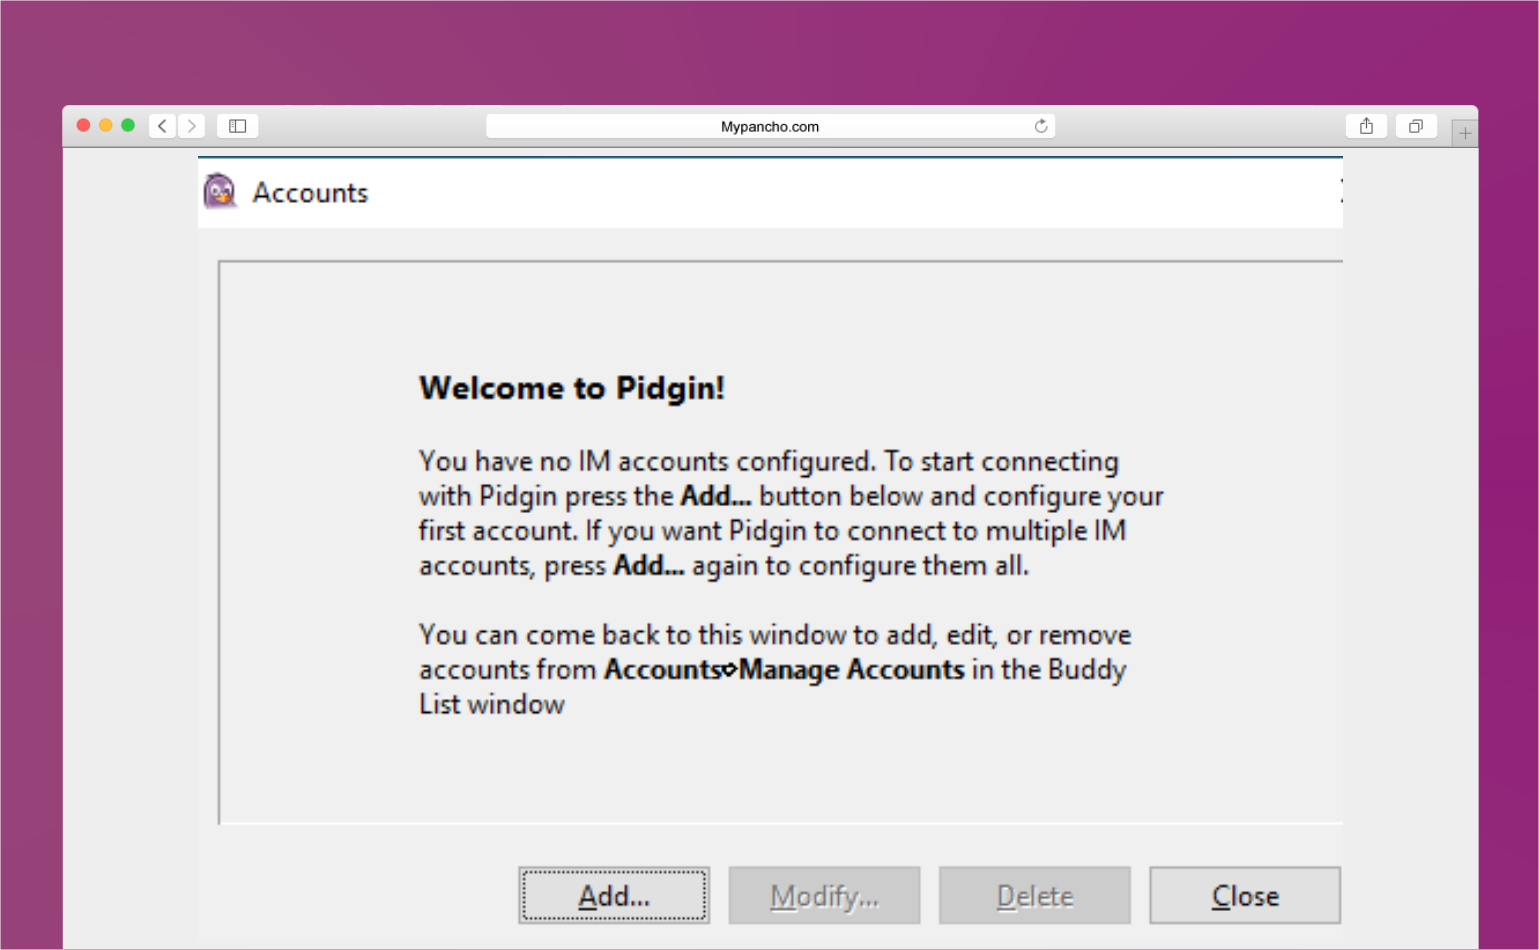 Mypancho.com
Accounts
Welcome to Pidgin!
You have no IM accounts configured. To start connecting
with Pidgin press the Add... button below and configure your
first account. If you want Pidgin to connect to multiple IM
accounts, press Add... again to configure them all.
You can come back to this window to add, edit, or remove
accounts from Accounts⇨Manage Accounts in the Buddy
List window
Add... Modify... Delete Close